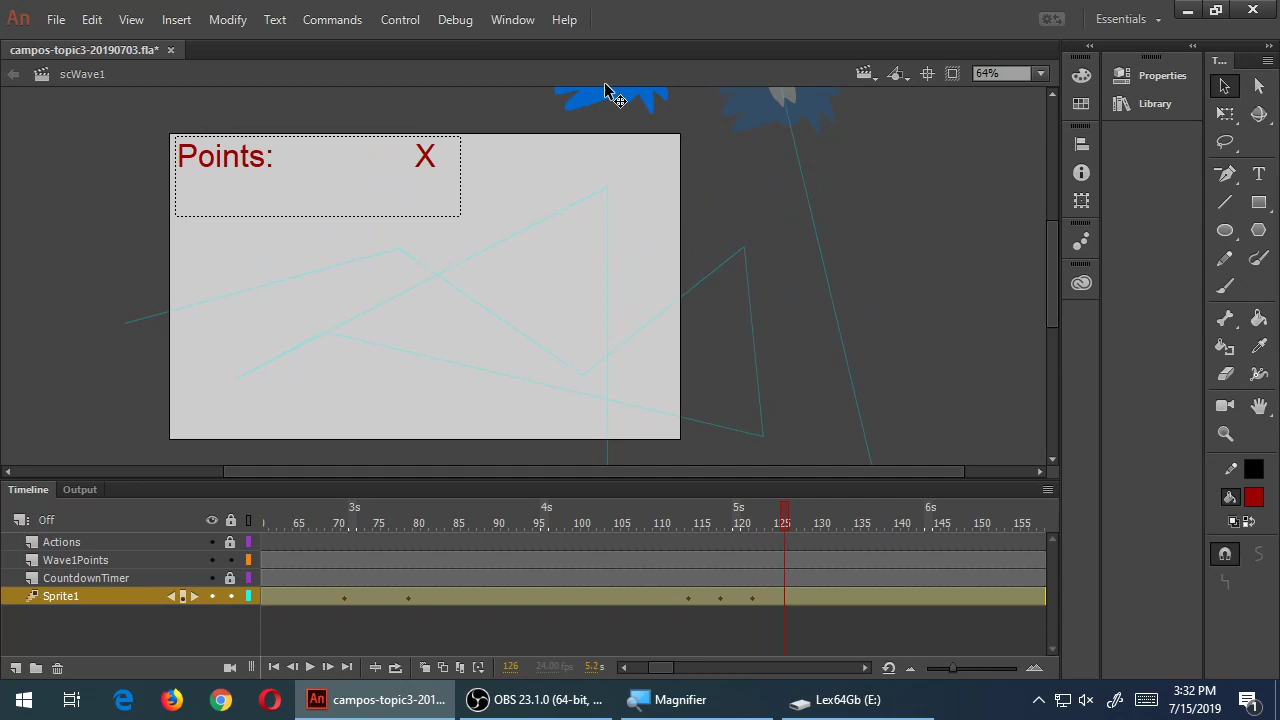 An File Edit View Insert Modify Text Commands Control Debug Window Help Essentials
campos-topic3-20190703.fla* ×
scWave1 64%
T...
Properties
Library
Points: X
Timeline Output
3s 4s 5s 6s
Off 65 70 75 80 85 90 95 100 105 110 115 120 125 130 135 140 145 150 155
Actions
Wave1Points
CountdownTimer
Sprite1
126 24.00 fps 5.2 s
An campos-topic3-201... OBS 23.1.0 (64-bit, ... Magnifier Lex64Gb (E:)
3:32 PM
7/15/2019
1